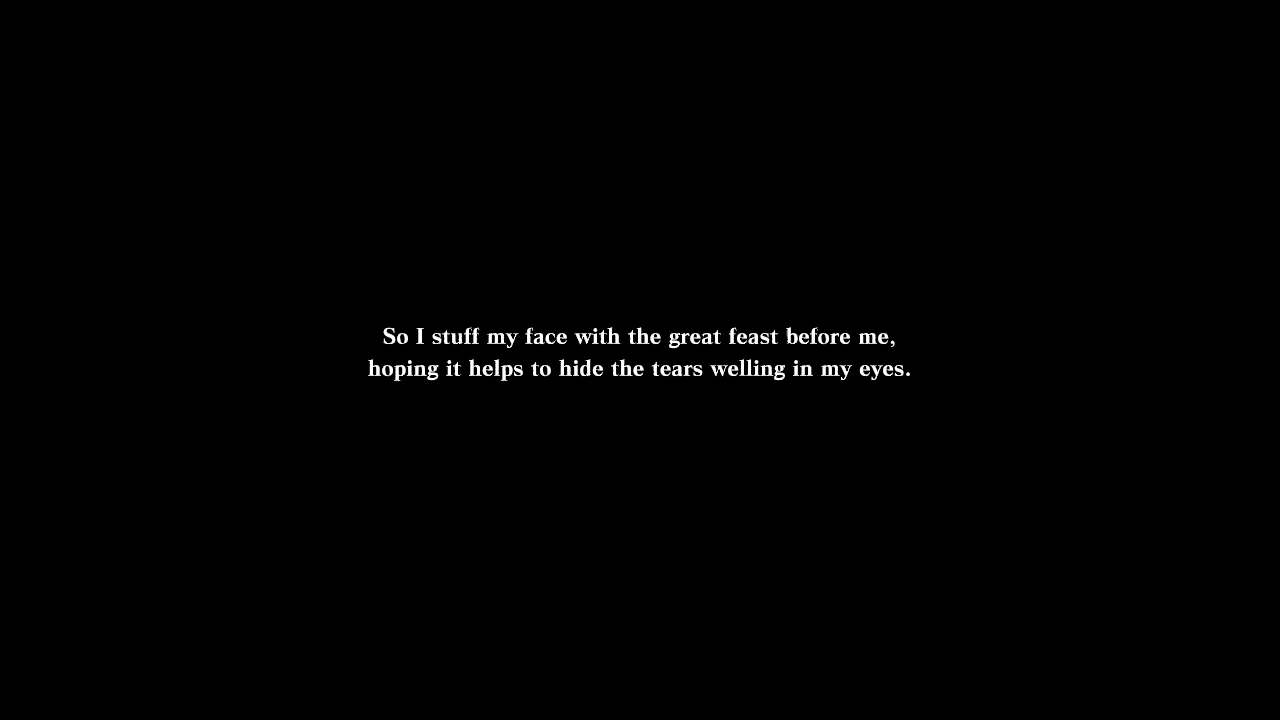 So I stuff my face with the great feast before me,
hoping it helps to hide the tears welling in my eyes.